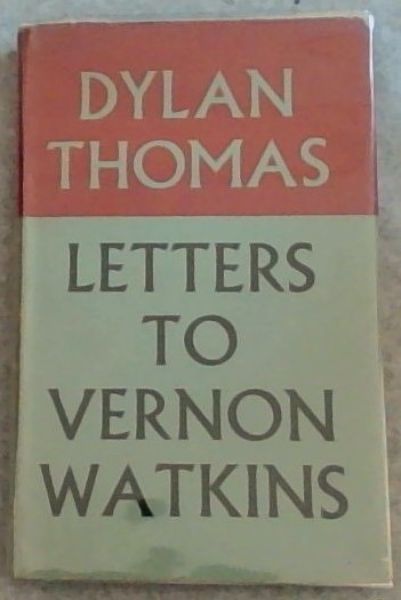 DYLAN
THOMAS
LETTERS
TO
VERNON
WATKINS